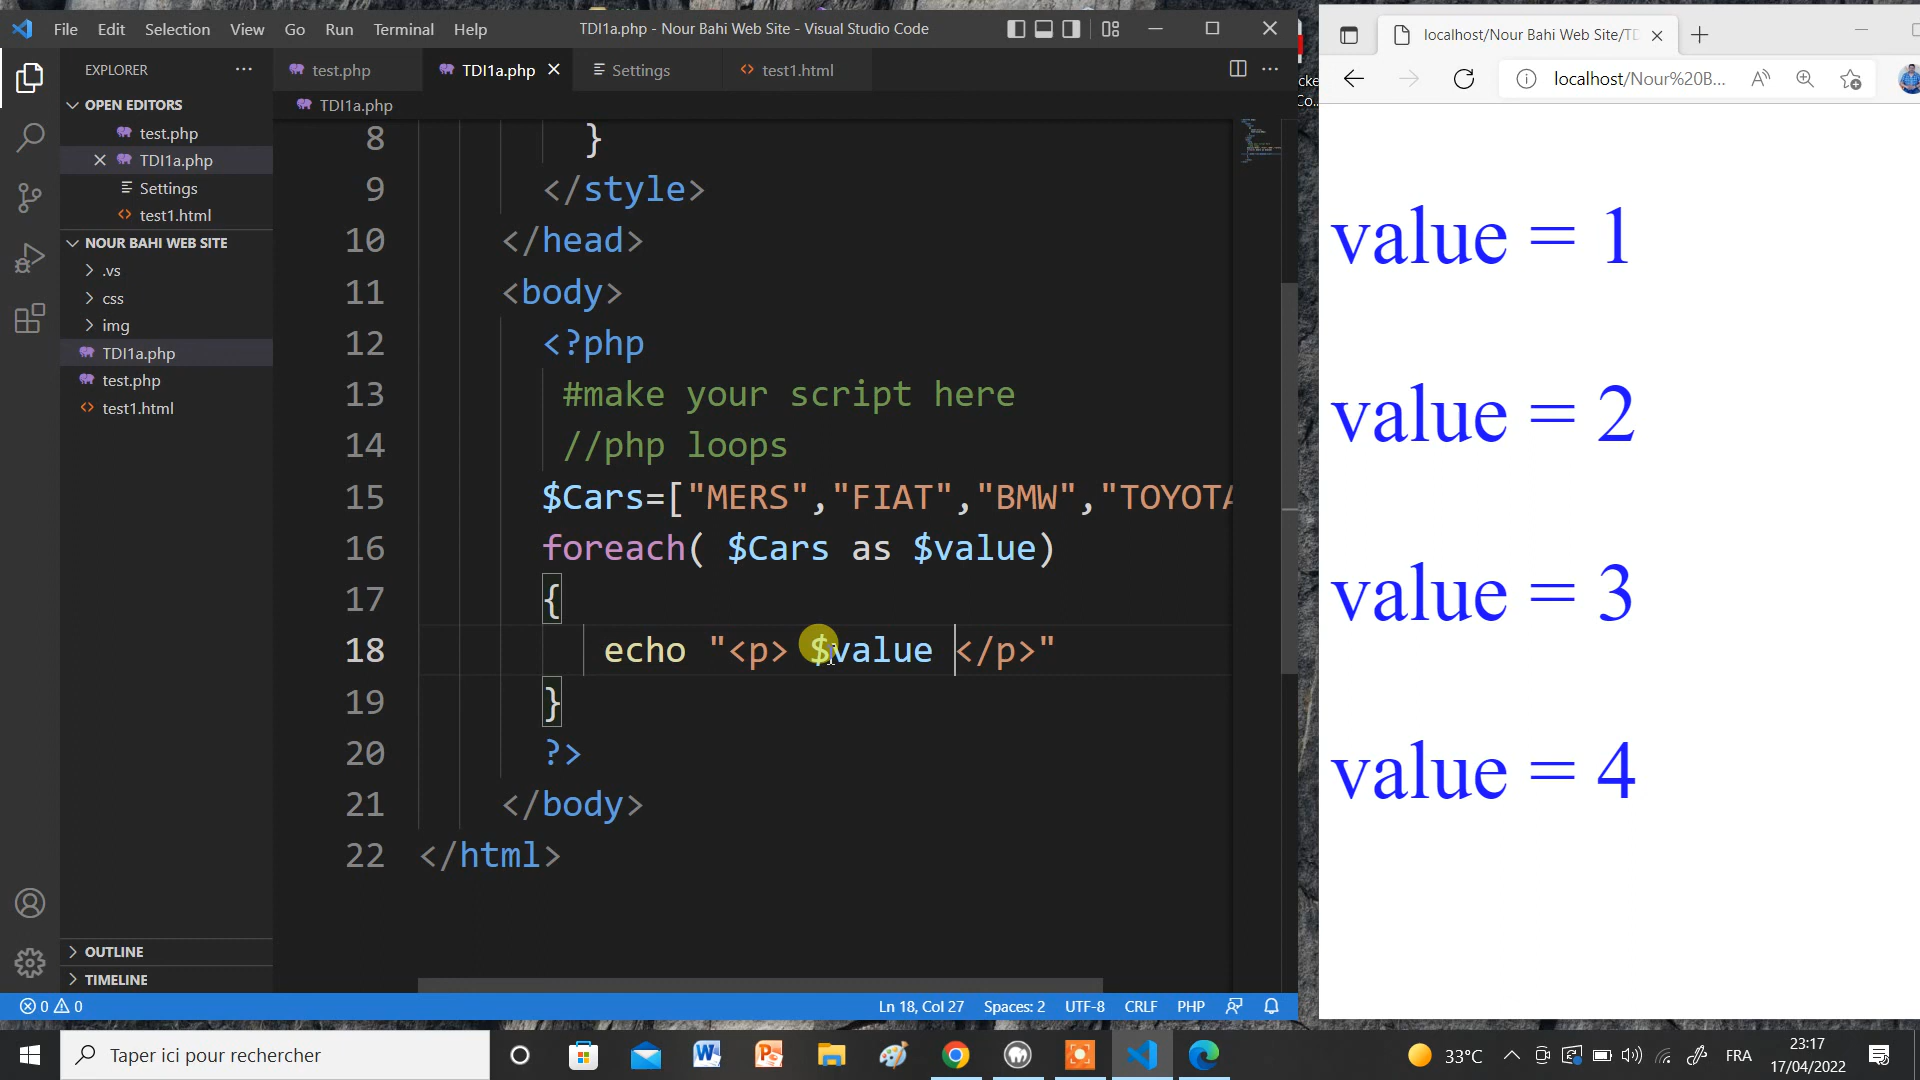 File Edit Selection View Go Run Terminal Help
TDI1a.php - Nour Bahi Web Site - Visual Studio Code
EXPLORER
OPEN EDITORS
test.php
TDI1a.php
Settings
test1.html
NOUR BAHI WEB SITE
.vs
css
img
TDI1a.php
test.php
test1.html
OUTLINE
TIMELINE
test.php TDI1a.php Settings test1.html
TDI1a.php
8 }
9 </style>
10 </head>
11 <body>
12 <?php
13 #make your script here
14 //php loops
15 $Cars=["MERS","FIAT","BMW","TOYOTA
16 foreach( $Cars as $value)
17 {
18 echo "<p> $value </p>"
19 }
20 ?>
21 </body>
22 </html>
0 0
Ln 18, Col 27 Spaces: 2 UTF-8 CRLF PHP
localhost/Nour Bahi Web Site/TD
localhost/Nour%20B...
value = 1
value = 2
value = 3
value = 4
Taper ici pour rechercher
33°C
FRA
23:17
17/04/2022